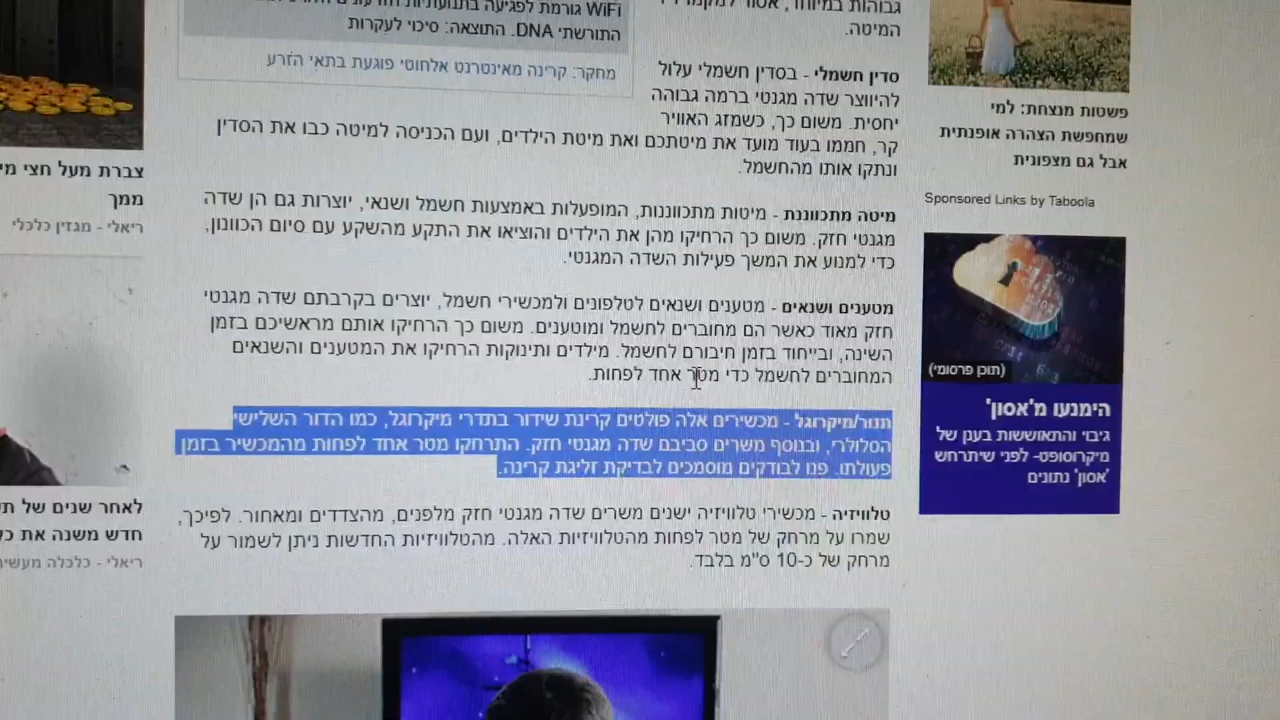 גבוהות במיוחד, אסור למקמו
המיטה.
WiFi גורמת לפגיעה בתנועתיות
התורשתי DNA. התוצאה: סיכוי לעקרות
מחקר: קרינה מאינטרנט אלחוטי פוגעת בתאי הזרע
סדין חשמלי - בסדין חשמלי עלול
להיווצר שדה מגנטי ברמה גבוהה
יחסית. משום כך, כשמזג האוויר
קר, חממו בעוד מועד את מיטתכם ואת מיטת הילדים, ועם הכניסה למיטה כבו את הסדין
ונתקו אותו מהחשמל.
מיטה מתכווננת - מיטות מתכווננות, המופעלות באמצעות חשמל ושנאי, יוצרות גם הן שדה
מגנטי חזק. משום כך הרחיקו מהן את הילדים והוציאו את התקע מהשקע עם סיום הכוונון,
כדי למנוע את המשך פעילות השדה המגנטי.
מטענים ושנאים - מטענים ושנאים לטלפונים ולמכשירי חשמל, יוצרים בקרבתם שדה מגנטי
חזק מאוד כאשר הם מחוברים לחשמל ומוטענים. משום כך הרחיקו אותם מראשיכם בזמן
השינה, ובייחוד בזמן חיבורם לחשמל. מילדים ותינוקות הרחיקו את המטענים והשנאים
המחוברים לחשמל כדי מטר אחד לפחות.
תנור/מיקרוגל - מכשירים אלה פולטים קרינת שידור בתדרי מיקרוגל, כמו הדור השלישי
הסלולרי, ובנוסף משרים סביבם שדה מגנטי חזק. התרחקו מטר אחד לפחות מהמכשיר בזמן
פעולתו. פנו לבודקים מוסמכים לבדיקת זליגת קרינה.
טלוויזיה - מכשירי טלוויזיה ישנים משרים שדה מגנטי חזק מלפנים, מהצדדים ומאחור. לפיכך,
שמרו על מרחק של מטר לפחות מהטלוויזיות האלה. מהטלוויזיות החדשות ניתן לשמור על
מרחק של כ-10 ס"מ בלבד.
פשטות מנצחת: למי
שמחפשת הצהרה אופנתית
אבל גם מצפונית
Sponsored Links by Taboola
(תוכן פרסומי)
הימנעו מ'אסון'
גיבוי והתאוששות בענן של
מיקרוסופט- לפני שיתרחש
'אסון' נתונים
צברת מעל חצי
ממך
ריאלי - מגזין כלכלי
לאחר שנים של
חדש משנה את
ריאלי - כלכלה